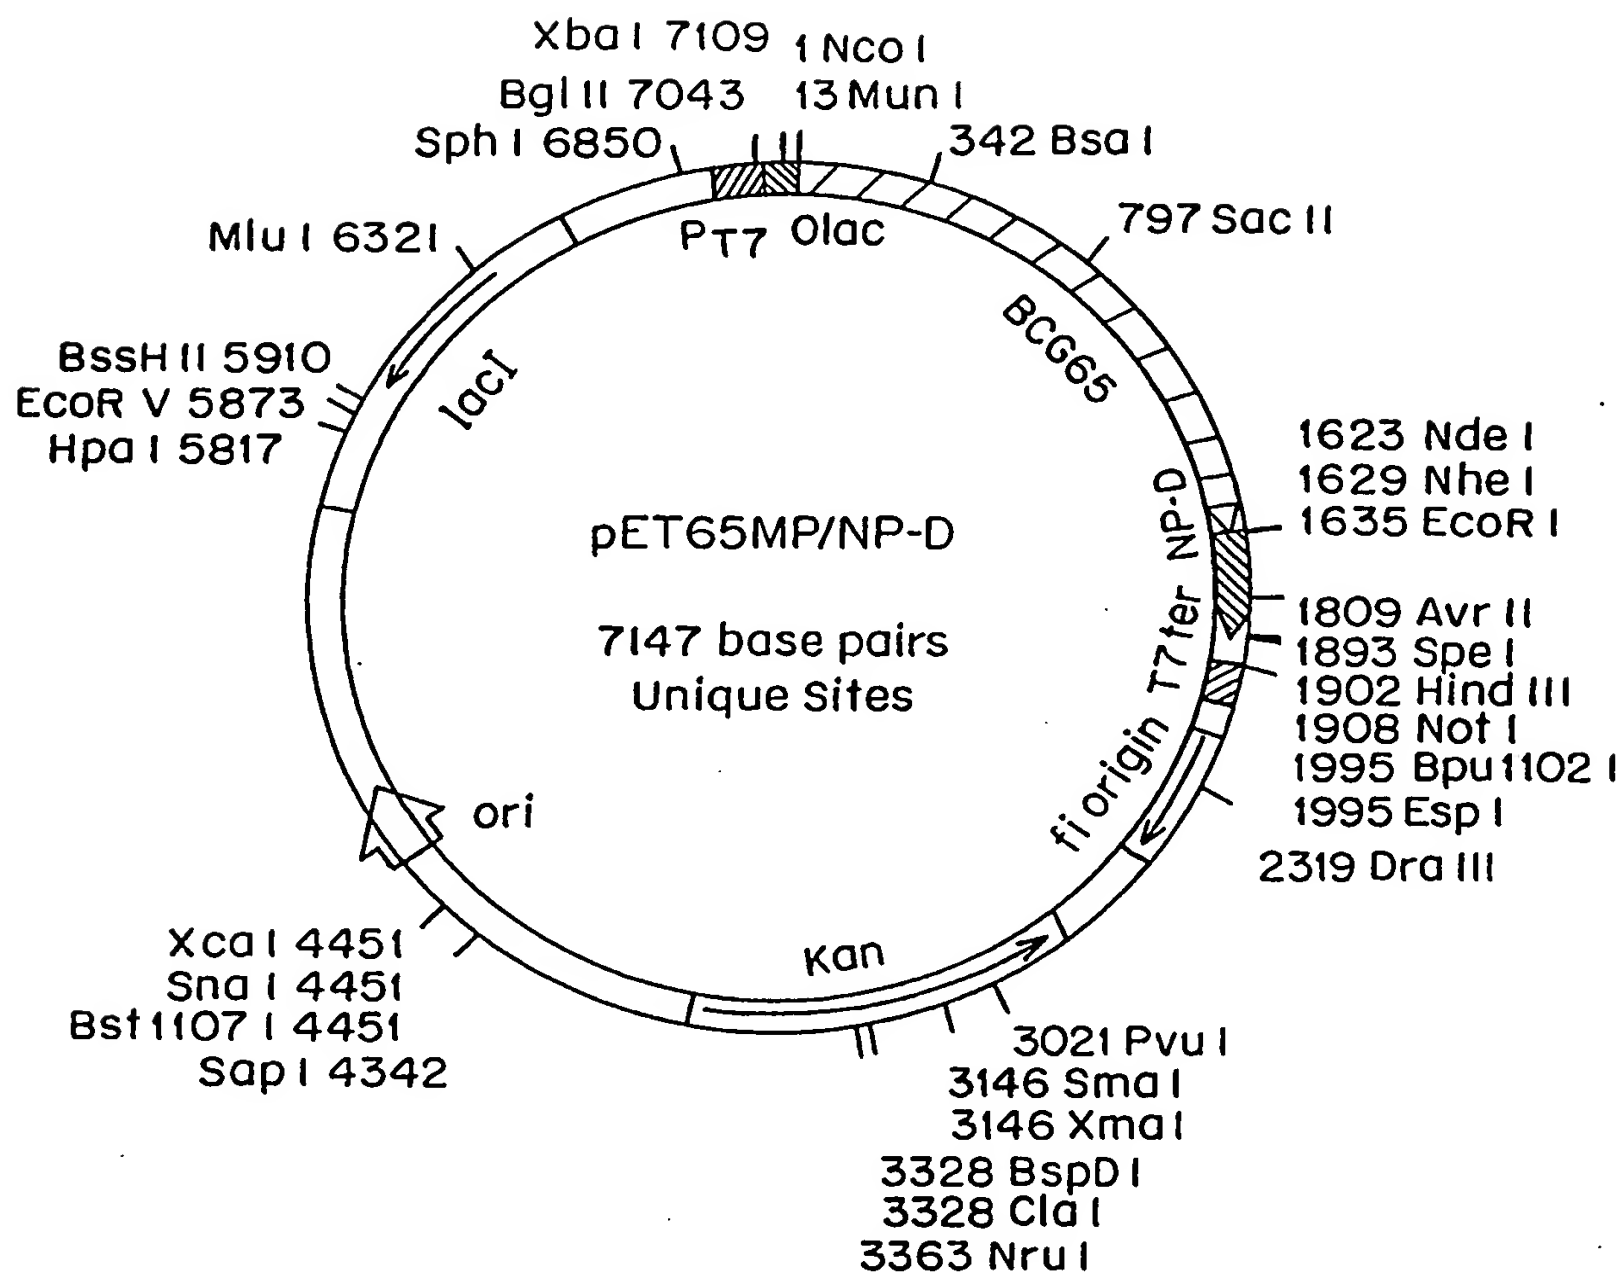 Xba I 7109
1 Nco I
Bgl II 7043
13 Mun I
Sph I 6850
342 Bsa I
797 Sac II
Mlu I 6321
PT7
Olac
BCG65
lacI
BssH II 5910
EcoR V 5873
Hpa I 5817
1623 Nde I
1629 Nhe I
1635 EcoR I
NP-D
pET65MP/NP-D
7147 base pairs
Unique Sites
T7ter
1809 Avr II
1893 Spe I
1902 Hind III
1908 Not I
1995 Bpu1102 I
1995 Esp I
2319 Dra III
fi origin
ori
Kan
Xca I 4451
Sna I 4451
Bst1107 I 4451
Sap I 4342
3021 Pvu I
3146 Sma I
3146 Xma I
3328 BspD I
3328 Cla I
3363 Nru I